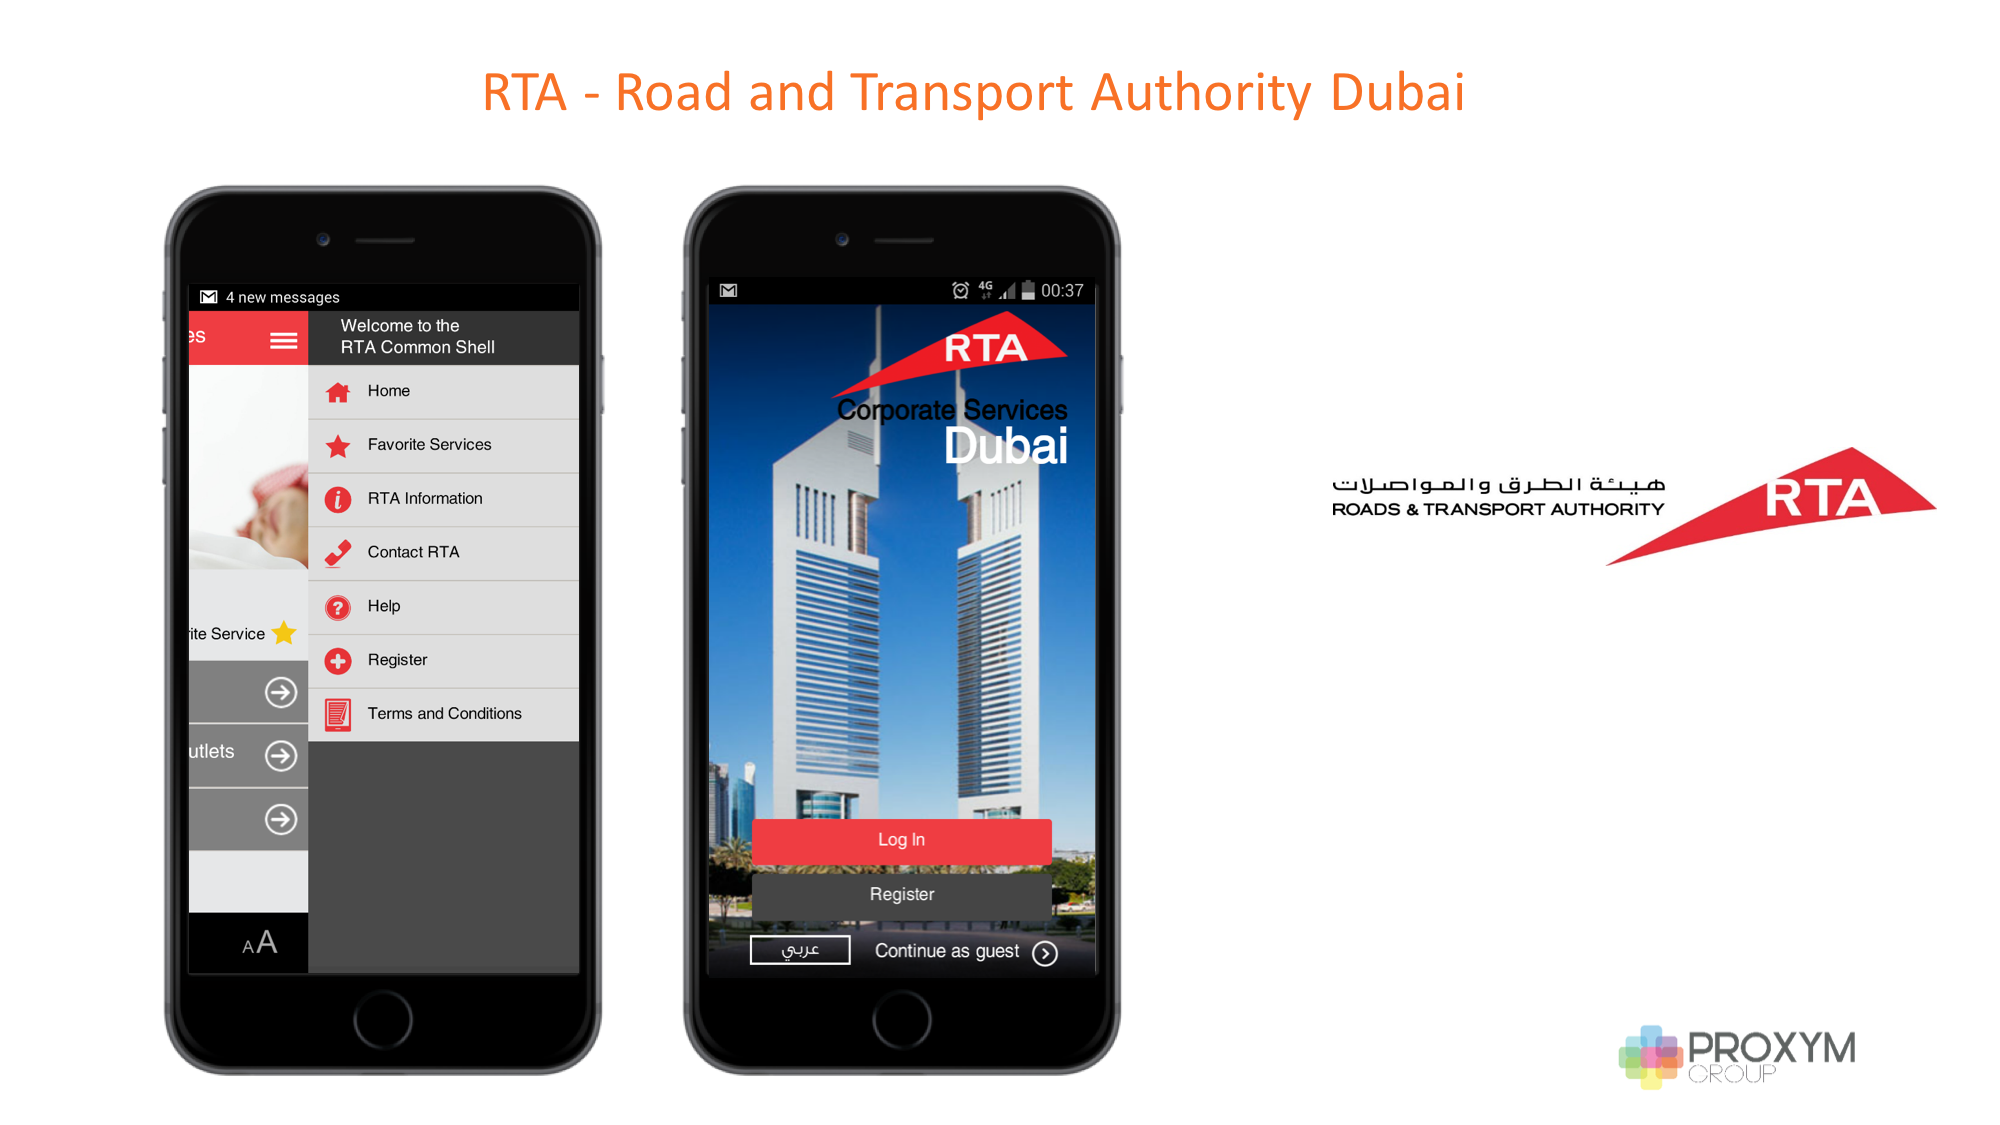 RTA - Road and Transport Authority Dubai
4 new messages
es
Welcome to the
RTA Common Shell
Home
Favorite Services
RTA Information
Contact RTA
Help
Register
Terms and Conditions
rite Service
utlets
AA
4G
00:37
RTA
Corporate Services
Dubai
Log In
Register
عربي
Continue as guest
هيئة الطرق والمواصلات
ROADS & TRANSPORT AUTHORITY
RTA
PROXYM
GROUP